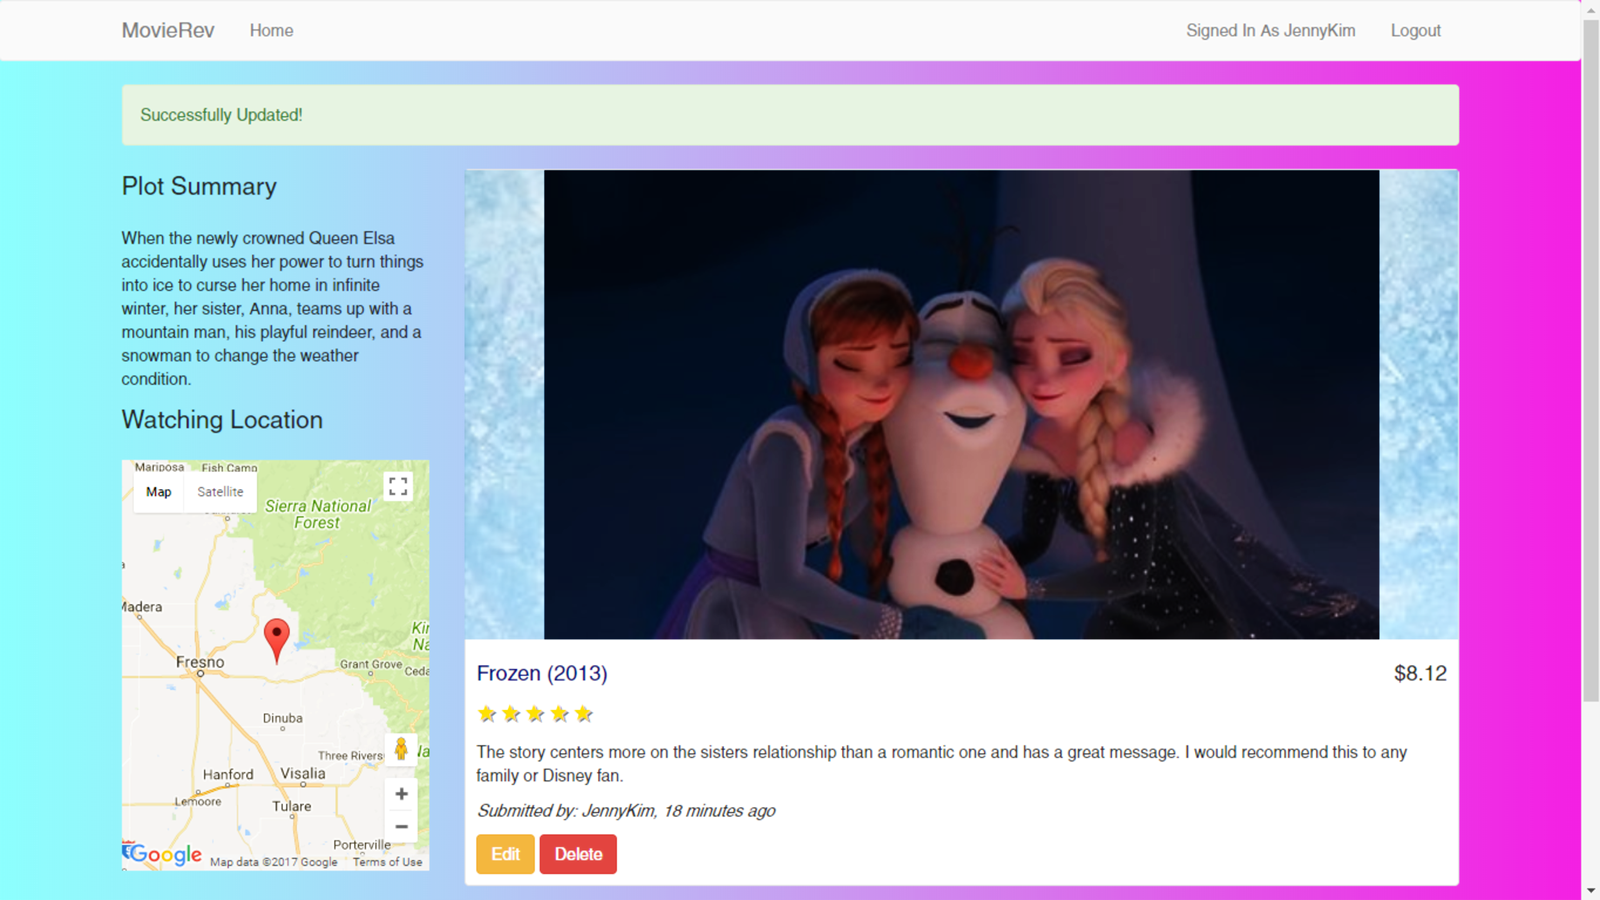 MovieRev
Home
Signed In As JennyKim
Logout
Successfully Updated!
Plot Summary
When the newly crowned Queen Elsa
accidentally uses her power to turn things
into ice to curse her home in infinite
winter, her sister, Anna, teams up with a
mountain man, his playful reindeer, and a
snowman to change the weather
condition.
Watching Location
Mariposa
Fish Camp
Map
Satellite
Sierra National
Forest
Madera
Fresno
Grant Grove
Dinuba
Three Rivers
Hanford
Visalia
Lemoore
Tulare
Porterville
Google
Map data ©2017 Google
Terms of Use
Frozen (2013)
$8.12
The story centers more on the sisters relationship than a romantic one and has a great message. I would recommend this to any
family or Disney fan.
Submitted by: JennyKim, 18 minutes ago
Edit
Delete